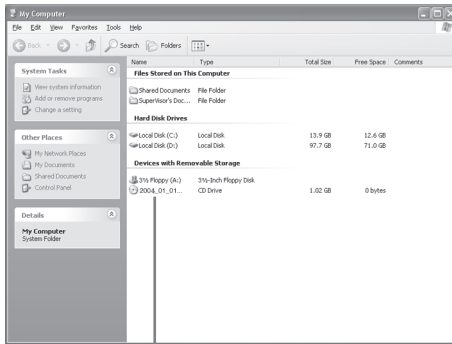 My Computer
File Edit View Favorites Tools Help
Back Search Folders
Name Type Total Size Free Space Comments
System Tasks
View system information
Add or remove programs
Change a setting
Other Places
My Network Places
My Documents
Shared Documents
Control Panel
Details
My Computer
System Folder
Files Stored on This Computer
Shared Documents File Folder
SuperVisor's Doc... File Folder
Hard Disk Drives
Local Disk (C:) Local Disk 13.9 GB 12.6 GB
Local Disk (D:) Local Disk 97.7 GB 71.0 GB
Devices with Removable Storage
3½ Floppy (A:) 3½-Inch Floppy Disk
2004_01_01... CD Drive 1.02 GB 0 bytes